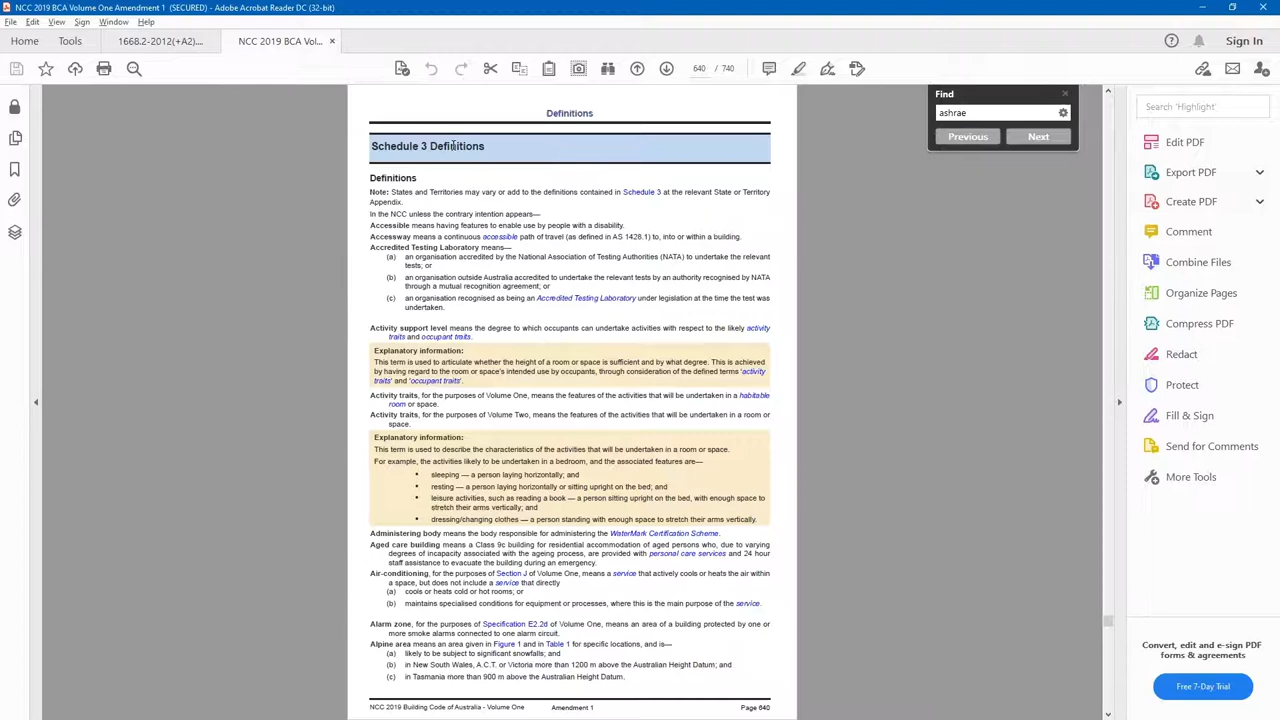 NCC 2019 BCA Volume One Amendment 1 (SECURED) - Adobe Acrobat Reader DC (32-bit)
File Edit View Sign Window Help
Home Tools 1668.2-2012(+A2).... NCC 2019 BCA Vol... × Sign In
640 / 740
Find
ashrae
Previous Next
Search 'Highlight'
Edit PDF
Export PDF
Create PDF
Comment
Combine Files
Organize Pages
Compress PDF
Redact
Protect
Fill & Sign
Send for Comments
More Tools
Convert, edit and e-sign PDF
forms & agreements
Free 7-Day Trial
Definitions
Schedule 3 Definitions
Definitions
Note: States and Territories may vary or add to the definitions contained in Schedule 3 at the relevant State or Territory
Appendix.
In the NCC unless the contrary intention appears—
Accessible means having features to enable use by people with a disability.
Accessway means a continuous accessible path of travel (as defined in AS 1428.1) to, into or within a building.
Accredited Testing Laboratory means—
(a) an organisation accredited by the National Association of Testing Authorities (NATA) to undertake the relevant
tests; or
(b) an organisation outside Australia accredited to undertake the relevant tests by an authority recognised by NATA
through a mutual recognition agreement; or
(c) an organisation recognised as being an Accredited Testing Laboratory under legislation at the time the test was
undertaken.
Activity support level means the degree to which occupants can undertake activities with respect to the likely activity
traits and occupant traits.
Explanatory information:
This term is used to articulate whether the height of a room or space is sufficient and by what degree. This is achieved
by having regard to the room or space's intended use by occupants, through consideration of the defined terms 'activity
traits' and 'occupant traits'.
Activity traits, for the purposes of Volume One, means the features of the activities that will be undertaken in a habitable
room or space.
Activity traits, for the purposes of Volume Two, means the features of the activities that will be undertaken in a room or
space.
Explanatory information:
This term is used to describe the characteristics of the activities that will be undertaken in a room or space.
For example, the activities likely to be undertaken in a bedroom, and the associated features are—
• sleeping — a person laying horizontally; and
• resting — a person laying horizontally or sitting upright on the bed; and
• leisure activities, such as reading a book — a person sitting upright on the bed, with enough space to
stretch their arms vertically; and
• dressing/changing clothes — a person standing with enough space to stretch their arms vertically.
Administering body means the body responsible for administering the WaterMark Certification Scheme.
Aged care building means a Class 9c building for residential accommodation of aged persons who, due to varying
degrees of incapacity associated with the ageing process, are provided with personal care services and 24 hour
staff assistance to evacuate the building during an emergency.
Air-conditioning, for the purposes of Section J of Volume One, means a service that actively cools or heats the air within
a space, but does not include a service that directly
(a) cools or heats cold or hot rooms; or
(b) maintains specialised conditions for equipment or processes, where this is the main purpose of the service.
Alarm zone, for the purposes of Specification E2.2d of Volume One, means an area of a building protected by one or
more smoke alarms connected to one alarm circuit.
Alpine area means an area given in Figure 1 and in Table 1 for specific locations, and is—
(a) likely to be subject to significant snowfalls; and
(b) in New South Wales, A.C.T. or Victoria more than 1200 m above the Australian Height Datum; and
(c) in Tasmania more than 900 m above the Australian Height Datum.
NCC 2019 Building Code of Australia - Volume One Amendment 1 Page 640